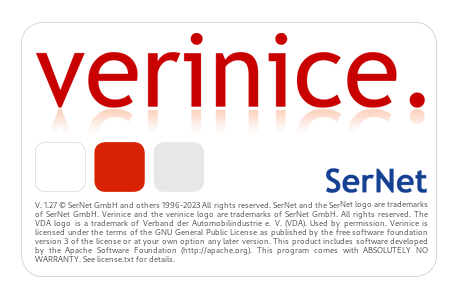 verinice.
SerNet
V. 1.27 © SerNet GmbH and others 1996-2023 All rights reserved. SerNet and the SerNet logo are trademarks
of SerNet GmbH. Verinice and the verinice logo are trademarks of SerNet GmbH. All rights reserved. The
VDA logo is a trademark of Verband der Automobilindustrie e. V. (VDA). Used by permission. Verinice is
licensed under the terms of the GNU General Public License as published by the free software foundation
version 3 of the license or at your own option any later version. This product includes software developed
by the Apache Software Foundation (http://apache.org). This program comes with ABSOLUTELY NO
WARRANTY. See license.txt for details.